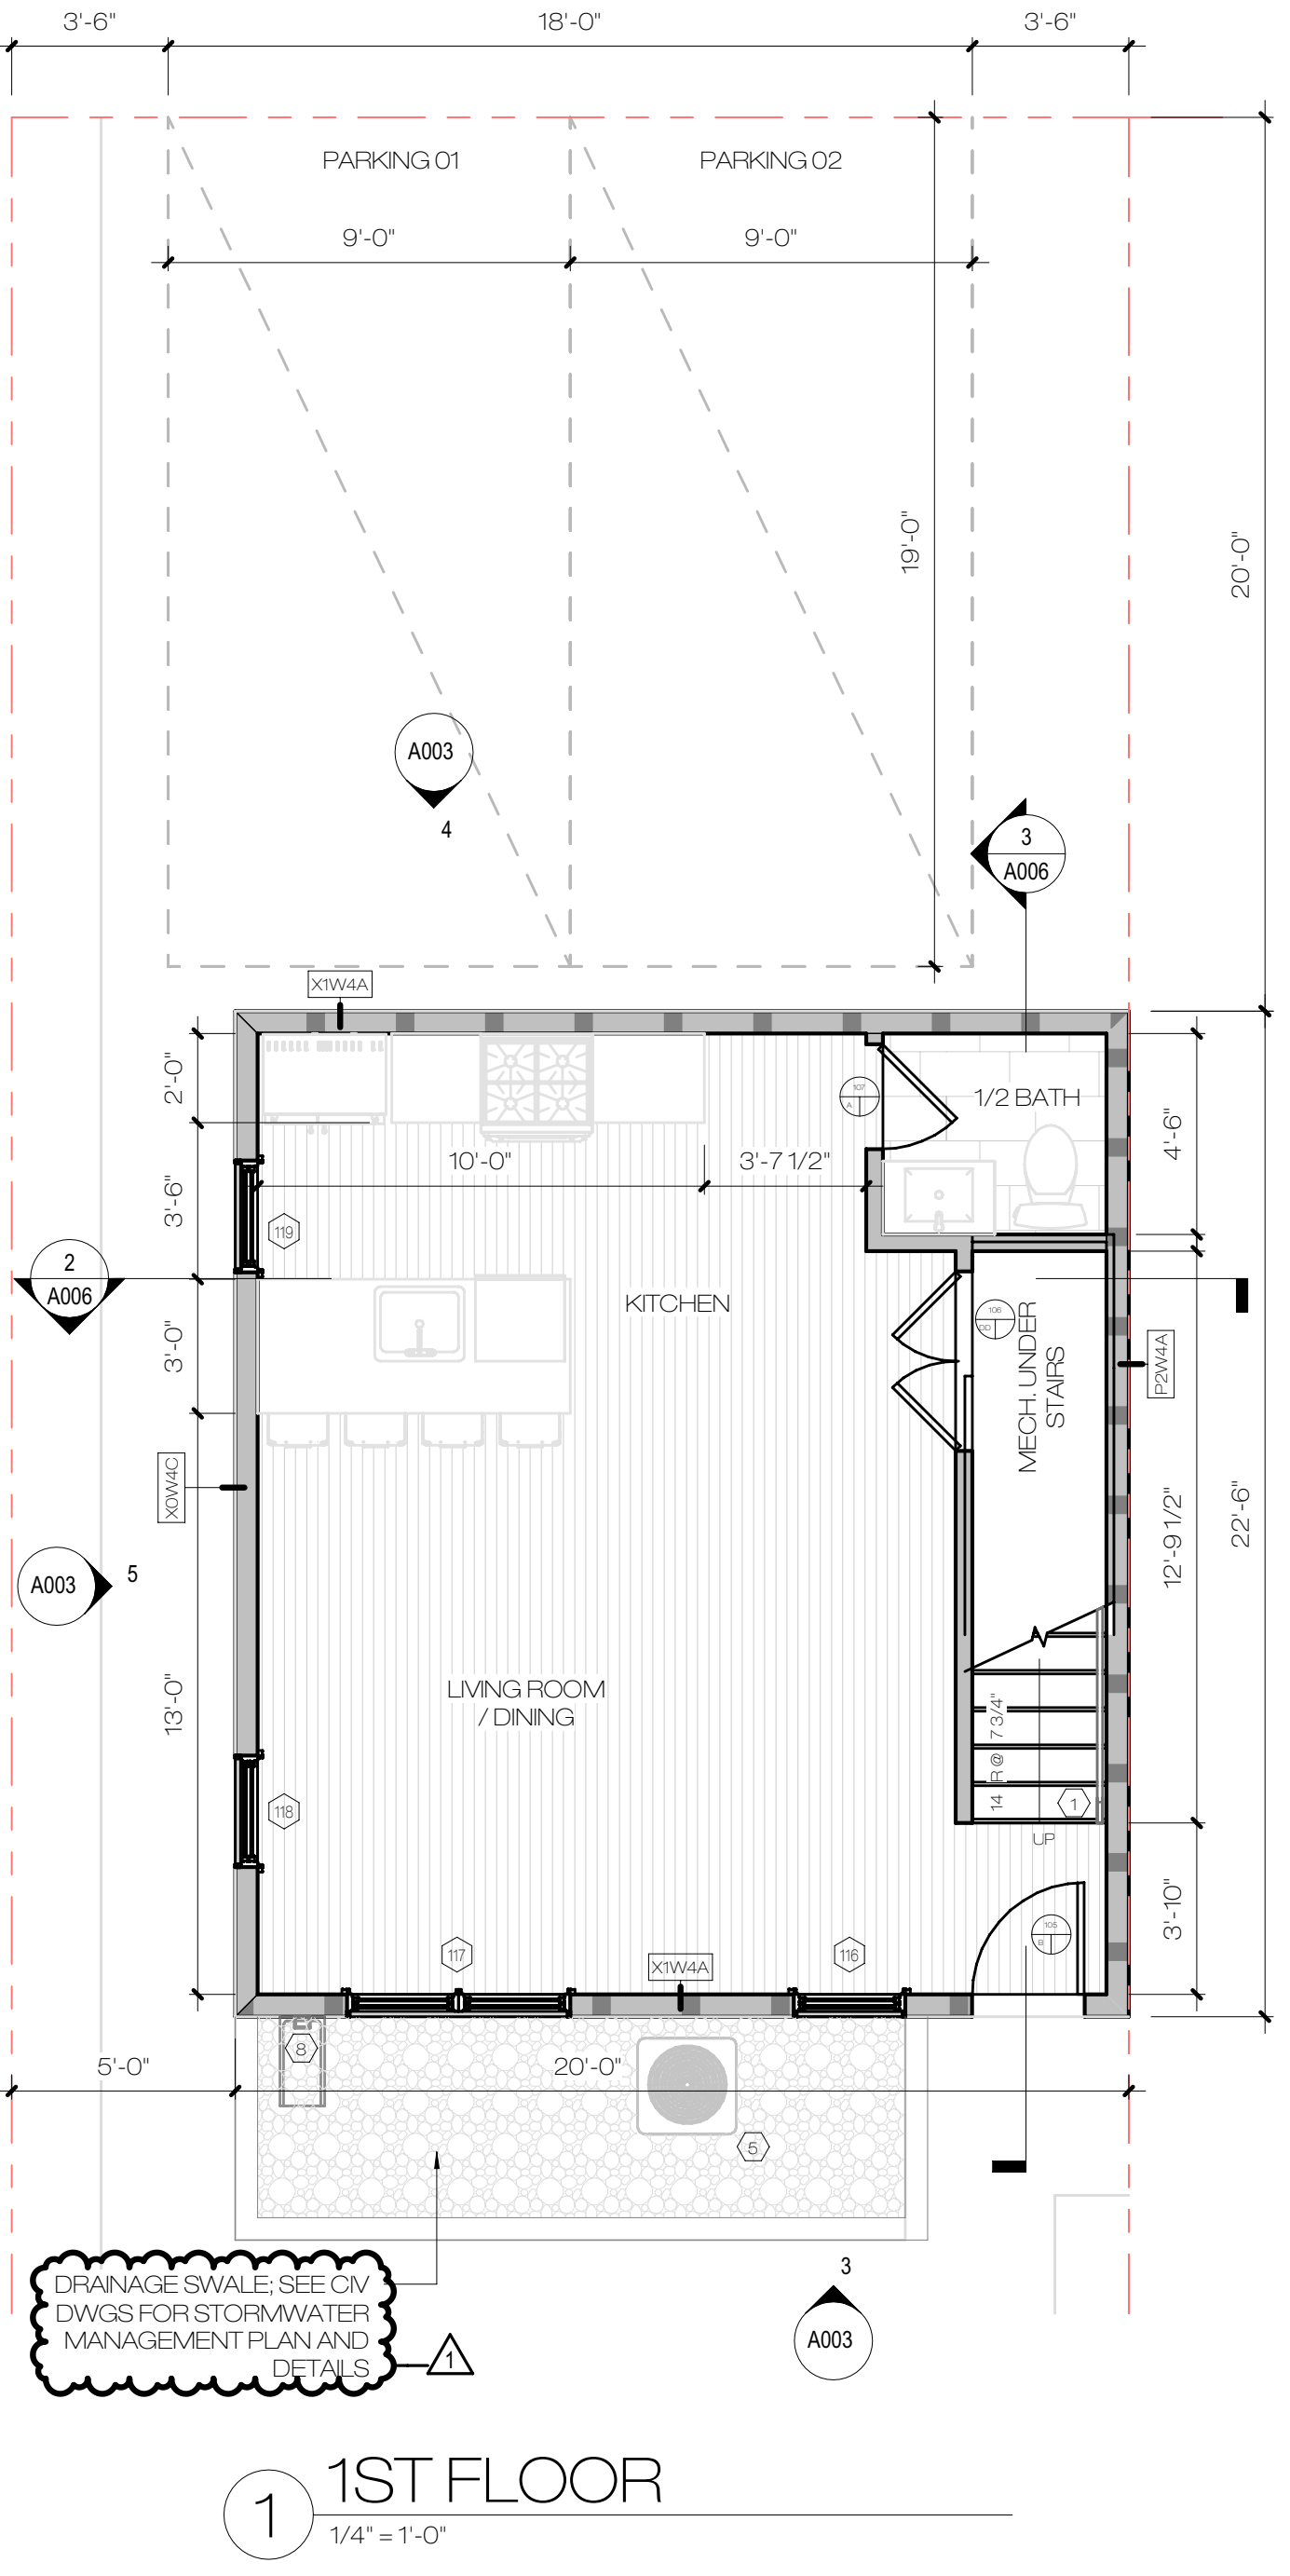 3'-6"
18'-0"
3'-6"
PARKING 01
PARKING 02
9'-0"
9'-0"
19'-0"
20'-0"
A003
4
3
A006
X1W4A
2'-0"
107
A
1/2 BATH
4'-6"
10'-0"
3'-7 1/2"
3'-6"
119
2
A006
KITCHEN
106
DD
MECH. UNDER
STAIRS
P2W4A
3'-0"
X0W4C
12'-9 1/2"
22'-6"
A003
5
13'-0"
LIVING ROOM
/ DINING
14 R @ 7 3/4"
118
1
UP
3'-10"
105
B
117
X1W4A
116
8
5'-0"
20'-0"
5
DRAINAGE SWALE; SEE CIV
DWGS FOR STORMWATER
MANAGEMENT PLAN AND
DETAILS
1
3
A003
1
1ST FLOOR
1/4" = 1'-0"